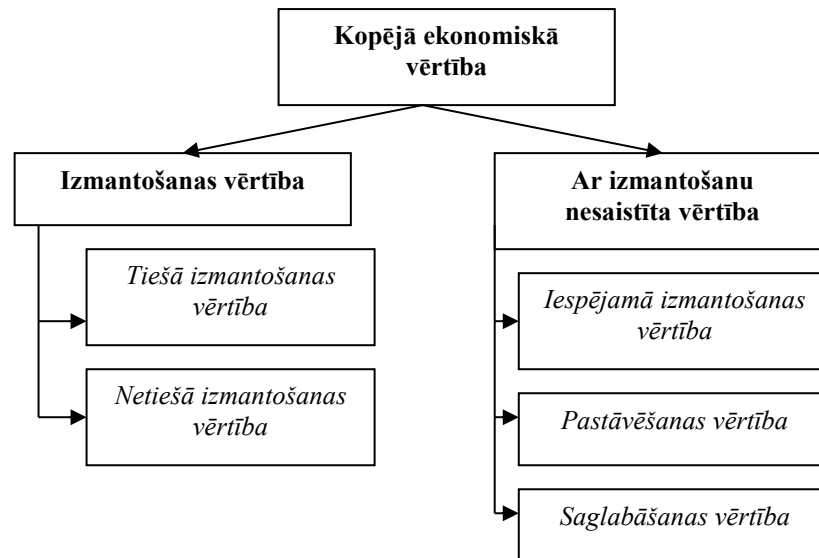 Kopējā ekonomiskā
vērtība
Izmantošanas vērtība
Tiešā izmantošanas
vērtība
Netiešā izmantošanas
vērtība
Ar izmantošanu
nesaistīta vērtība
Iespējamā izmantošanas
vērtība
Pastāvēšanas vērtība
Saglabāšanas vērtība